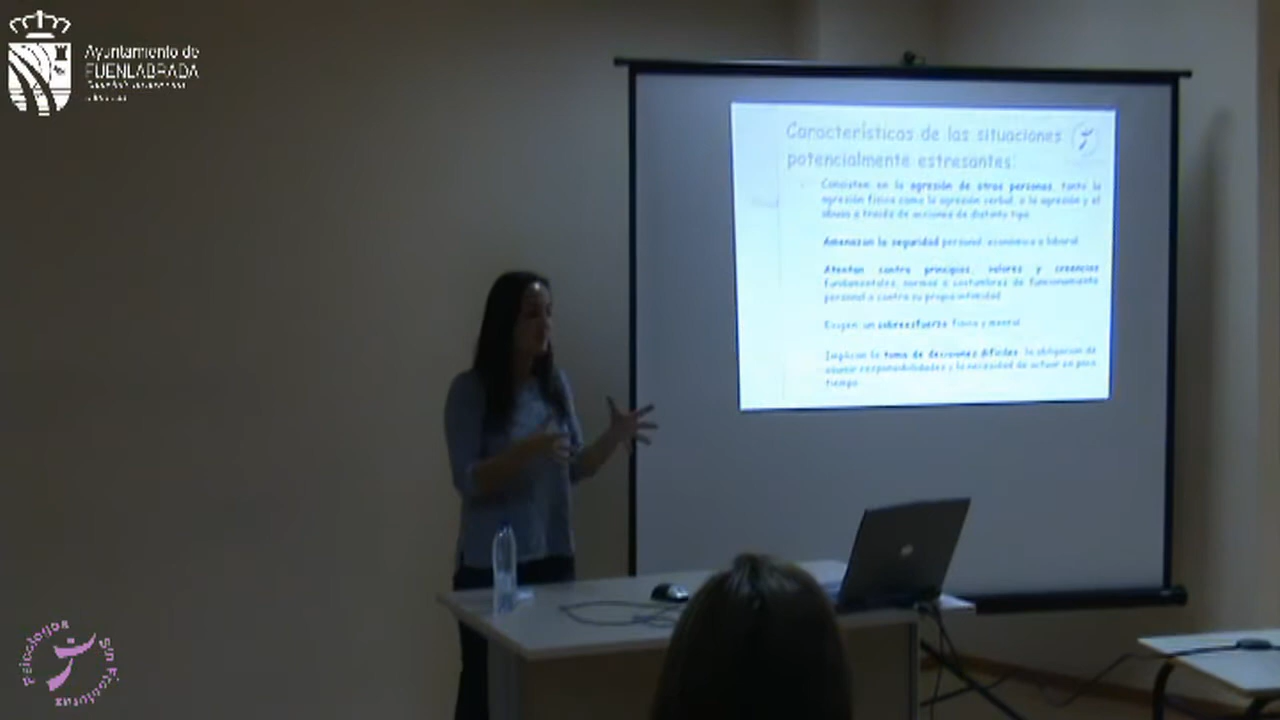 Ayuntamiento de
FUENLABRADA
Características de las situaciones
potencialmente estresantes:
Consisten en la agresión de otras personas, tanto la
agresión física como la agresión verbal, o la agresión y el
abuso a través de acciones de distinto tipo.
Amenazan la seguridad personal, económica o laboral.
Atentan contra principios, valores y creencias
fundamentales, normas o costumbres de funcionamiento
personal o contra su propia intimidad.
Exigen un sobreesfuerzo físico y mental.
Implican la toma de decisiones difíciles, la obligación de
asumir responsabilidades y la necesidad de actuar en poco
tiempo.
Psicólogos
Sin Fronteras